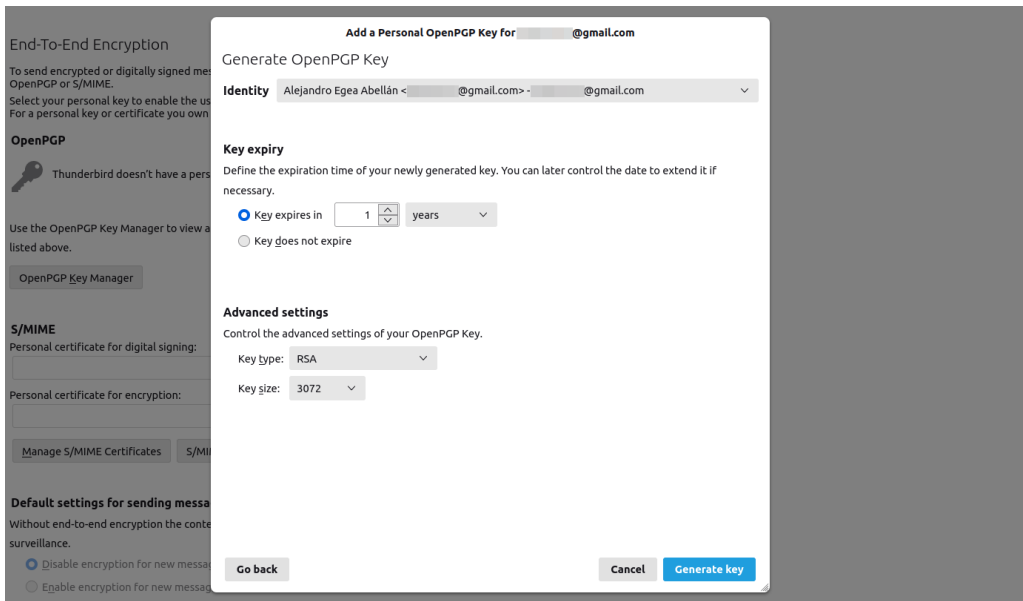 Add a Personal OpenPGP Key for @gmail.com
Generate OpenPGP Key
Identity Alejandro Egea Abellán < @gmail.com> - @gmail.com
Key expiry
Define the expiration time of your newly generated key. You can later control the date to extend it if
necessary.
Key expires in 1 years
Key does not expire
Advanced settings
Control the advanced settings of your OpenPGP Key.
Key type: RSA
Key size: 3072
Go back Cancel Generate key
End-To-End Encryption
To send encrypted or digitally signed mes
OpenPGP or S/MIME.
Select your personal key to enable the us
For a personal key or certificate you own
OpenPGP
Thunderbird doesn't have a pers
Use the OpenPGP Key Manager to view a
listed above.
OpenPGP Key Manager
S/MIME
Personal certificate for digital signing:
Personal certificate for encryption:
Manage S/MIME Certificates S/MI
Default settings for sending messa
Without end-to-end encryption the conte
surveillance.
Disable encryption for new messag
Enable encryption for new messag